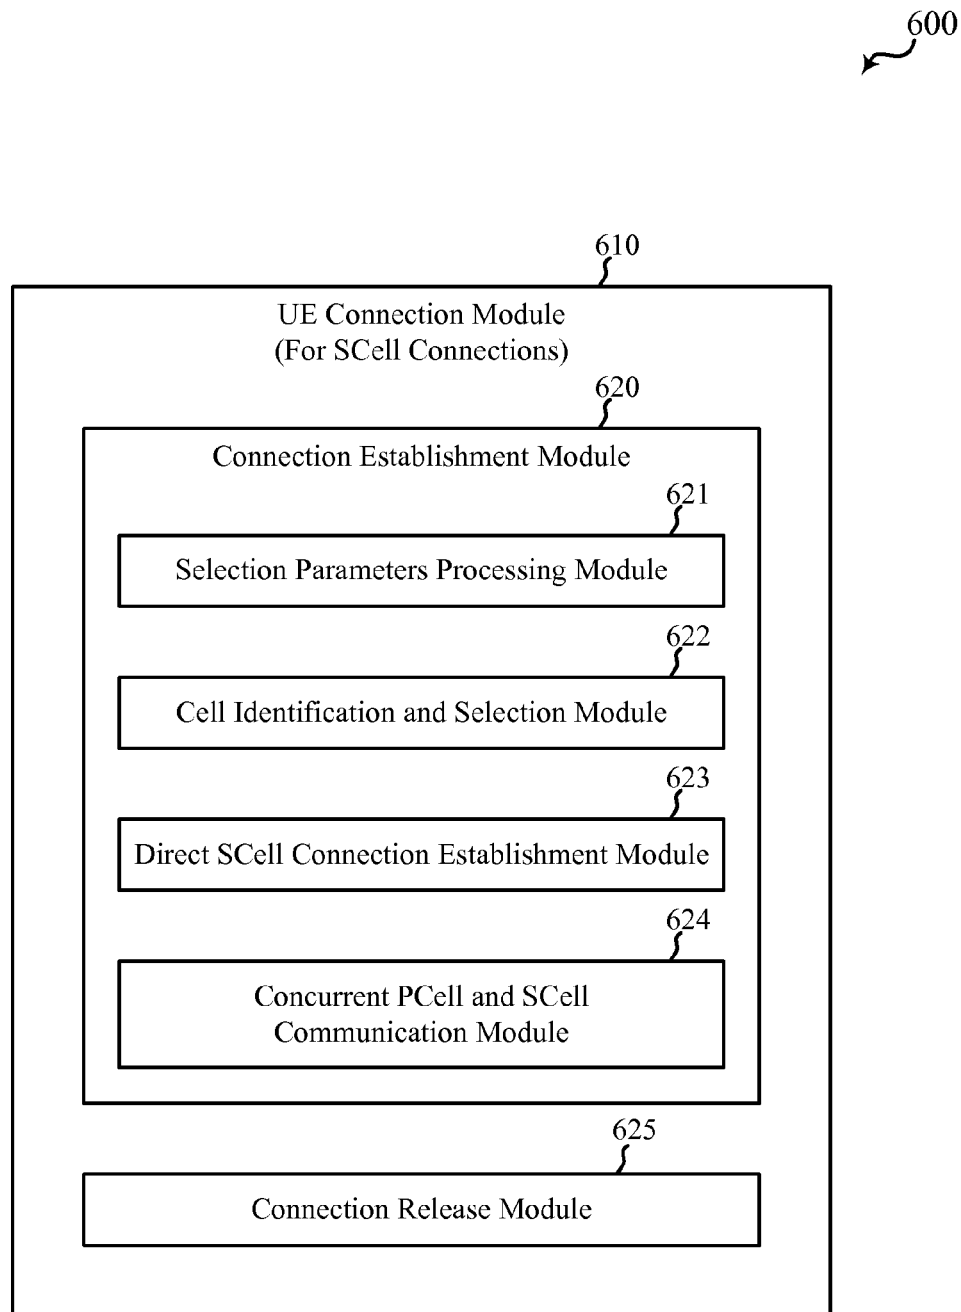 600
610
UE Connection Module
(For SCell Connections)
620
Connection Establishment Module
621
Selection Parameters Processing Module
622
Cell Identification and Selection Module
623
Direct SCell Connection Establishment Module
624
Concurrent PCell and SCell
Communication Module
625
Connection Release Module